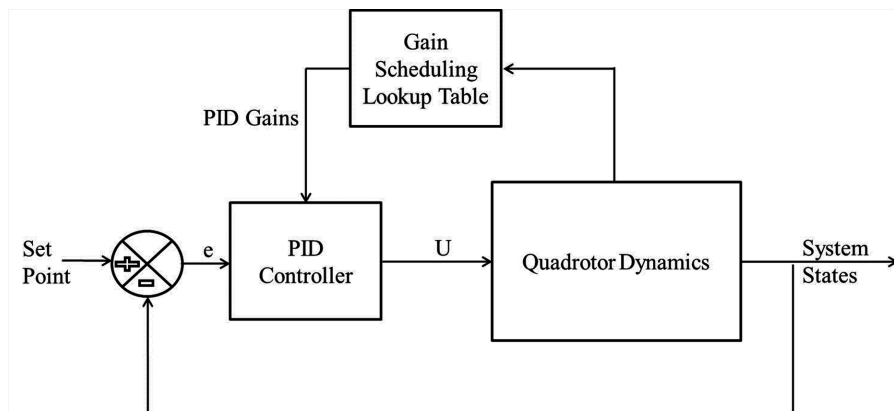 Gain
Scheduling
Lookup Table
PID Gains
Set
Point
+
-
e
PID
Controller
U
Quadrotor Dynamics
System
States